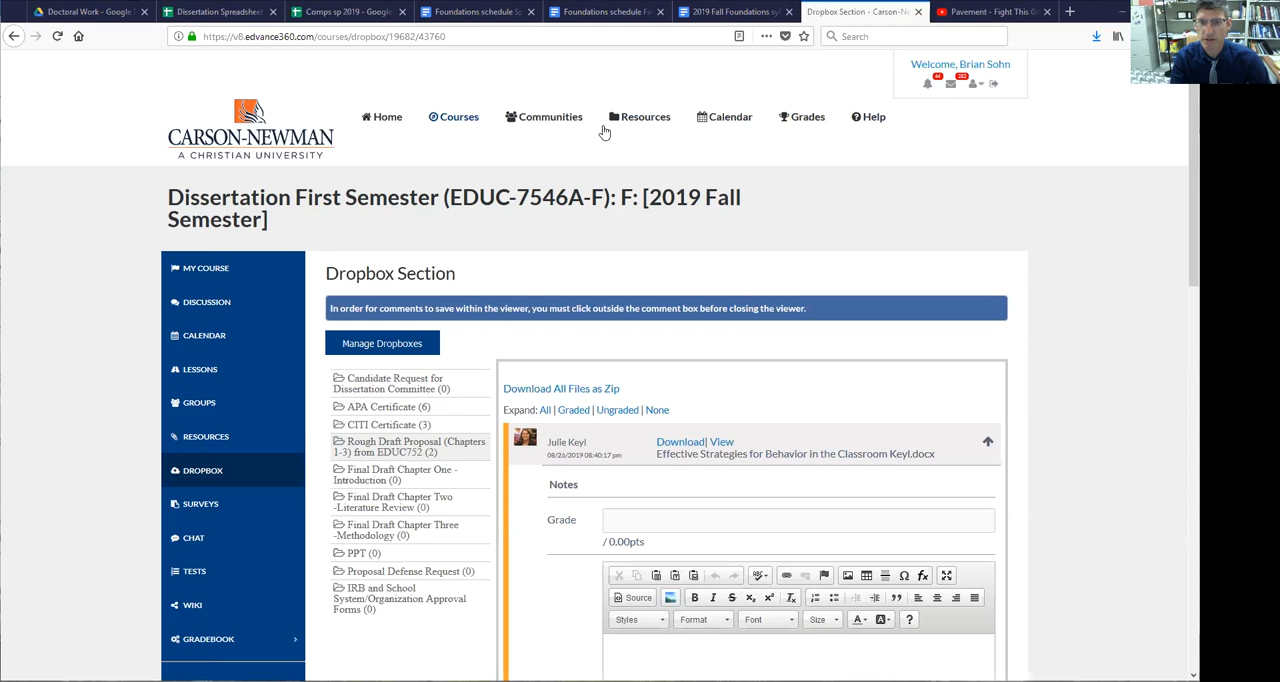 Doctoral Work - Google D
Dissertation Spreadsheet
Comps sp 2019 - Google
Foundations schedule Sp
Foundations schedule Fa
2019 Fall Foundations sy
Dropbox Section - Carson-Ne
Pavement - Fight This G
https://v8.edvance360.com/courses/dropbox/19682/43760
Search
Welcome, Brian Sohn
44
282
CARSON-NEWMAN
A CHRISTIAN UNIVERSITY
Home
Courses
Communities
Resources
Calendar
Grades
Help
Dissertation First Semester (EDUC-7546A-F): F: [2019 Fall
Semester]
MY COURSE
DISCUSSION
CALENDAR
LESSONS
GROUPS
RESOURCES
DROPBOX
SURVEYS
CHAT
TESTS
WIKI
GRADEBOOK
Dropbox Section
In order for comments to save within the viewer, you must click outside the comment box before closing the viewer.
Manage Dropboxes
Candidate Request for
Dissertation Committee (0)
APA Certificate (6)
CITI Certificate (3)
Rough Draft Proposal (Chapters
1-3) from EDUC752 (2)
Final Draft Chapter One -
Introduction (0)
Final Draft Chapter Two
-Literature Review (0)
Final Draft Chapter Three
-Methodology (0)
PPT (0)
Proposal Defense Request (0)
IRB and School
System/Organization Approval
Forms (0)
Download All Files as Zip
Expand: All | Graded | Ungraded | None
Julie Keyl
08/26/2019 08:40:17 pm
Download| View
Effective Strategies for Behavior in the Classroom Keyl.docx
Notes
Grade
/ 0.00pts
Source
Styles
Format
Font
Size